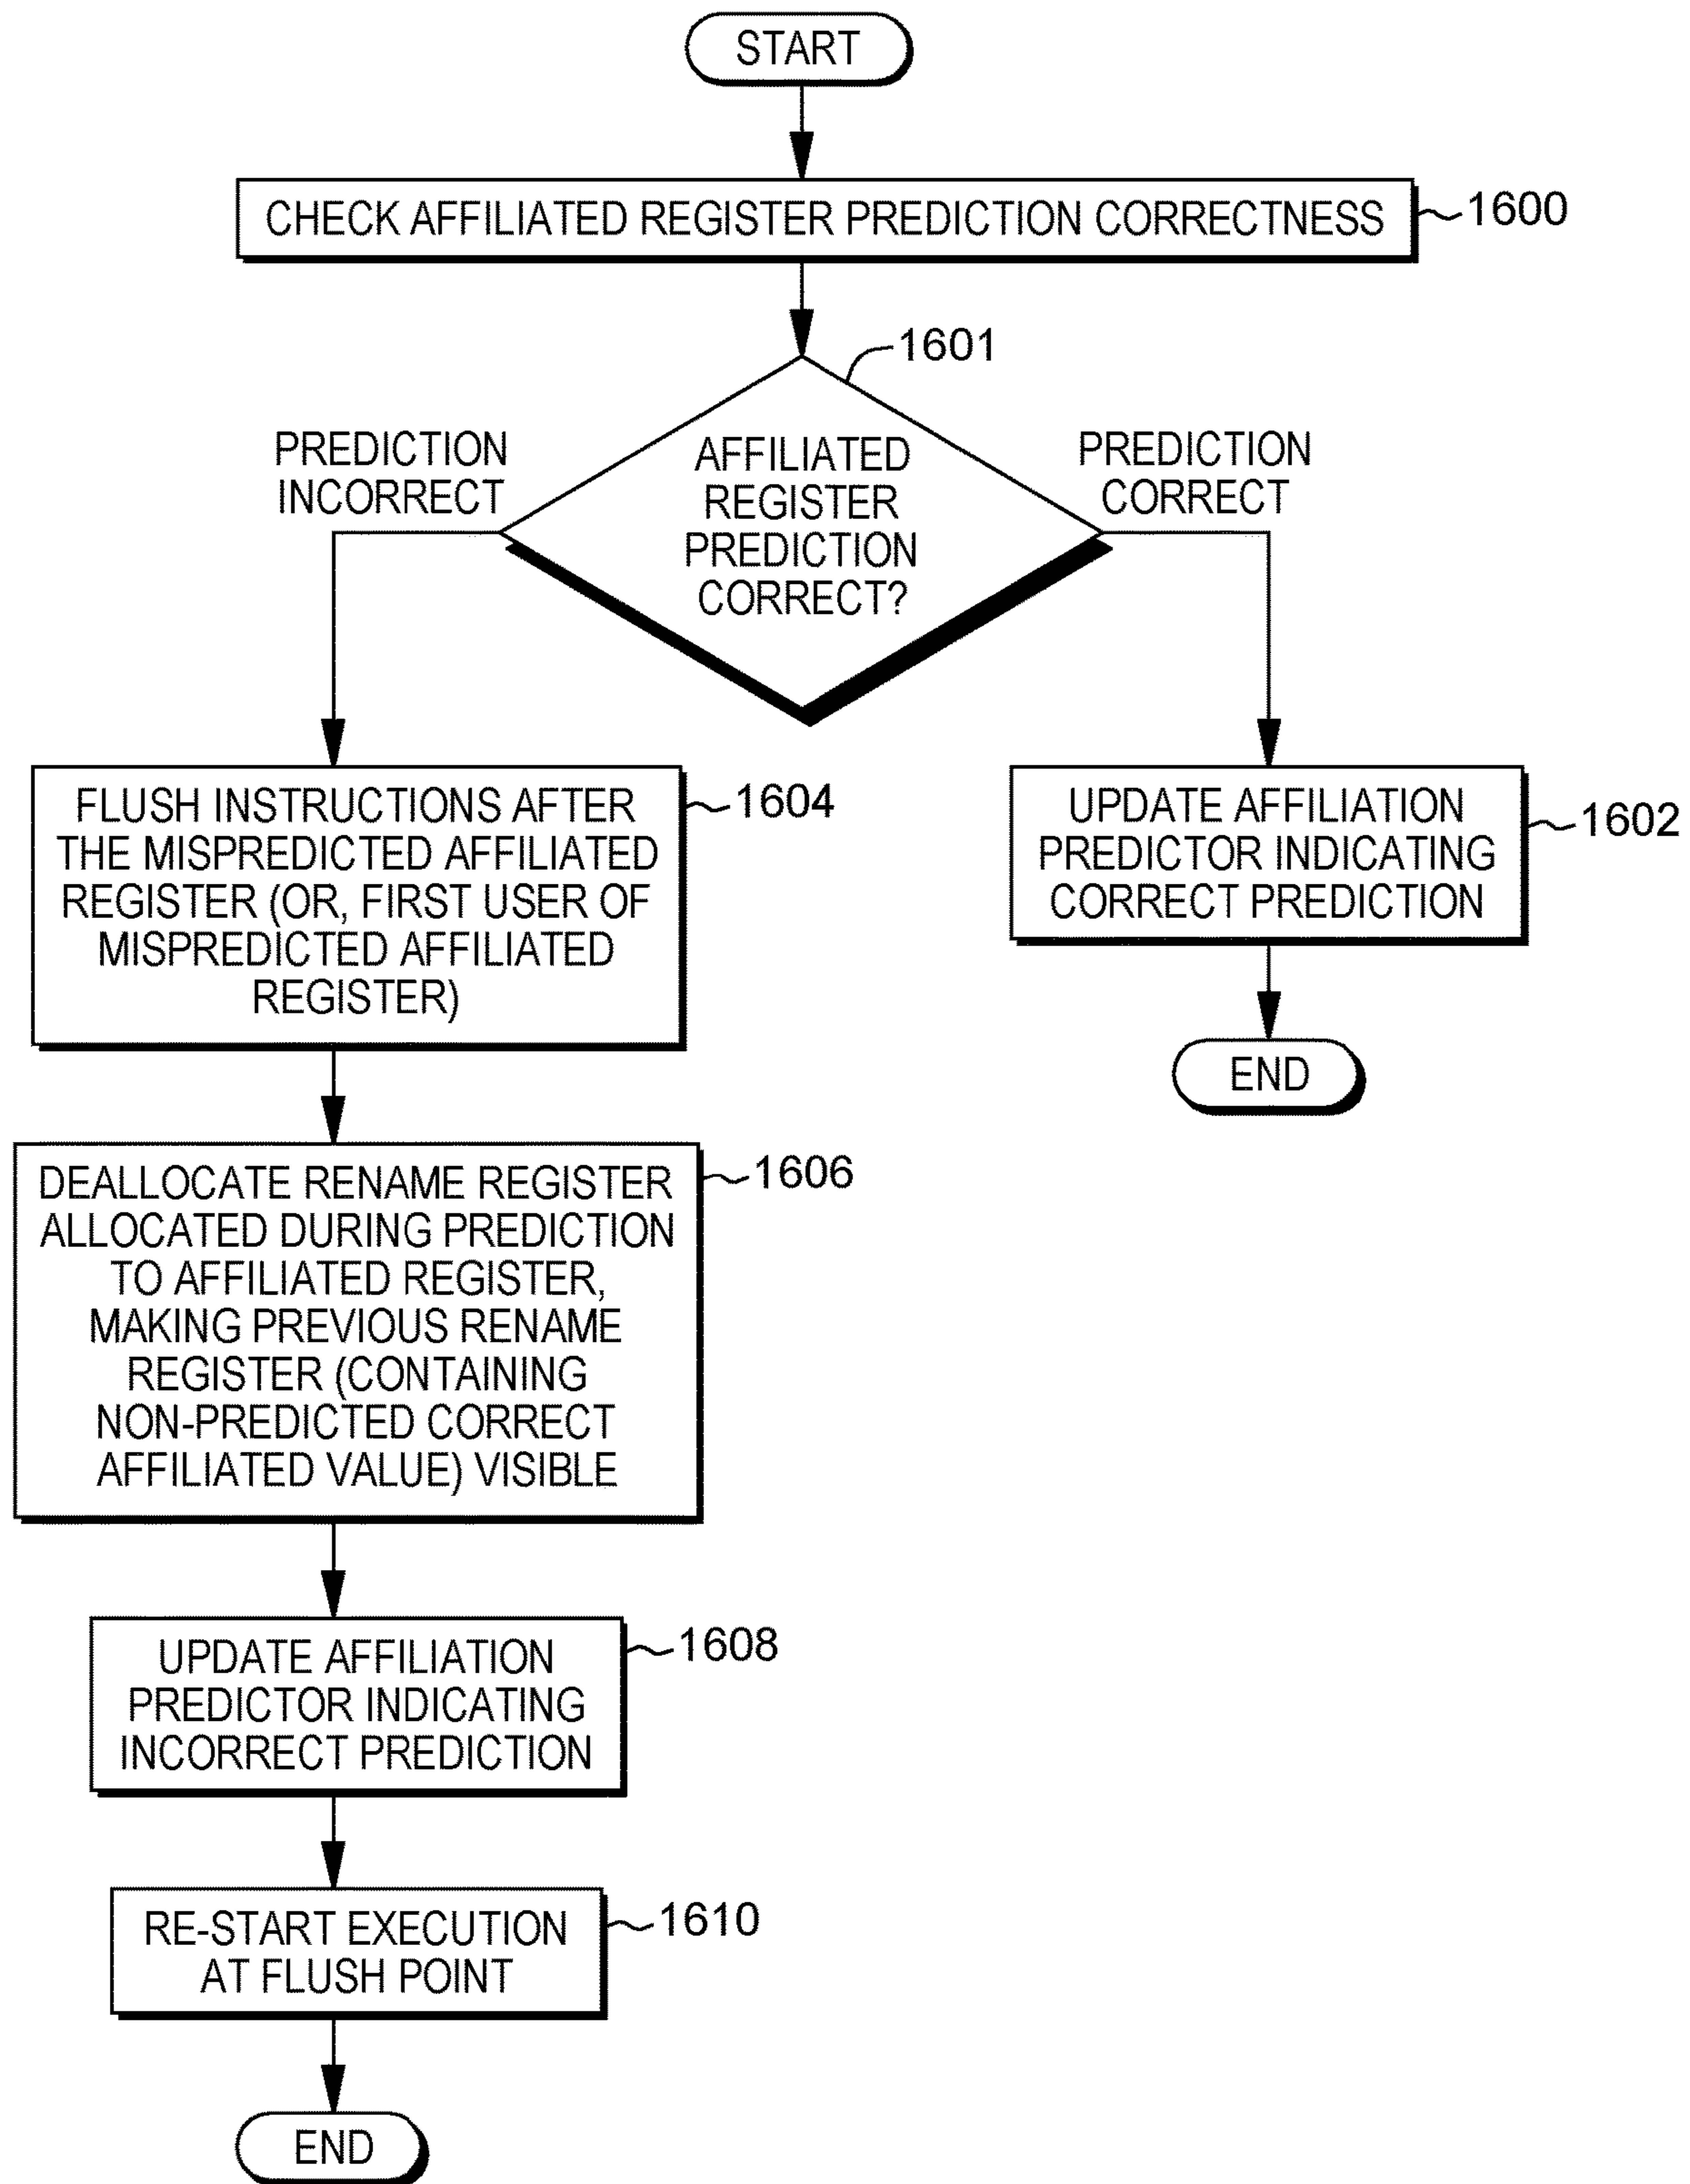 START
CHECK AFFILIATED REGISTER PREDICTION CORRECTNESS
1600
1601
PREDICTION
INCORRECT
AFFILIATED
REGISTER
PREDICTION
CORRECT?
PREDICTION
CORRECT
FLUSH INSTRUCTIONS AFTER
THE MISPREDICTED AFFILIATED
REGISTER (OR, FIRST USER OF
MISPREDICTED AFFILIATED
REGISTER)
1604
UPDATE AFFILIATION
PREDICTOR INDICATING
CORRECT PREDICTION
1602
END
DEALLOCATE RENAME REGISTER
ALLOCATED DURING PREDICTION
TO AFFILIATED REGISTER,
MAKING PREVIOUS RENAME
REGISTER (CONTAINING
NON-PREDICTED CORRECT
AFFILIATED VALUE) VISIBLE
1606
UPDATE AFFILIATION
PREDICTOR INDICATING
INCORRECT PREDICTION
1608
RE-START EXECUTION
AT FLUSH POINT
1610
END